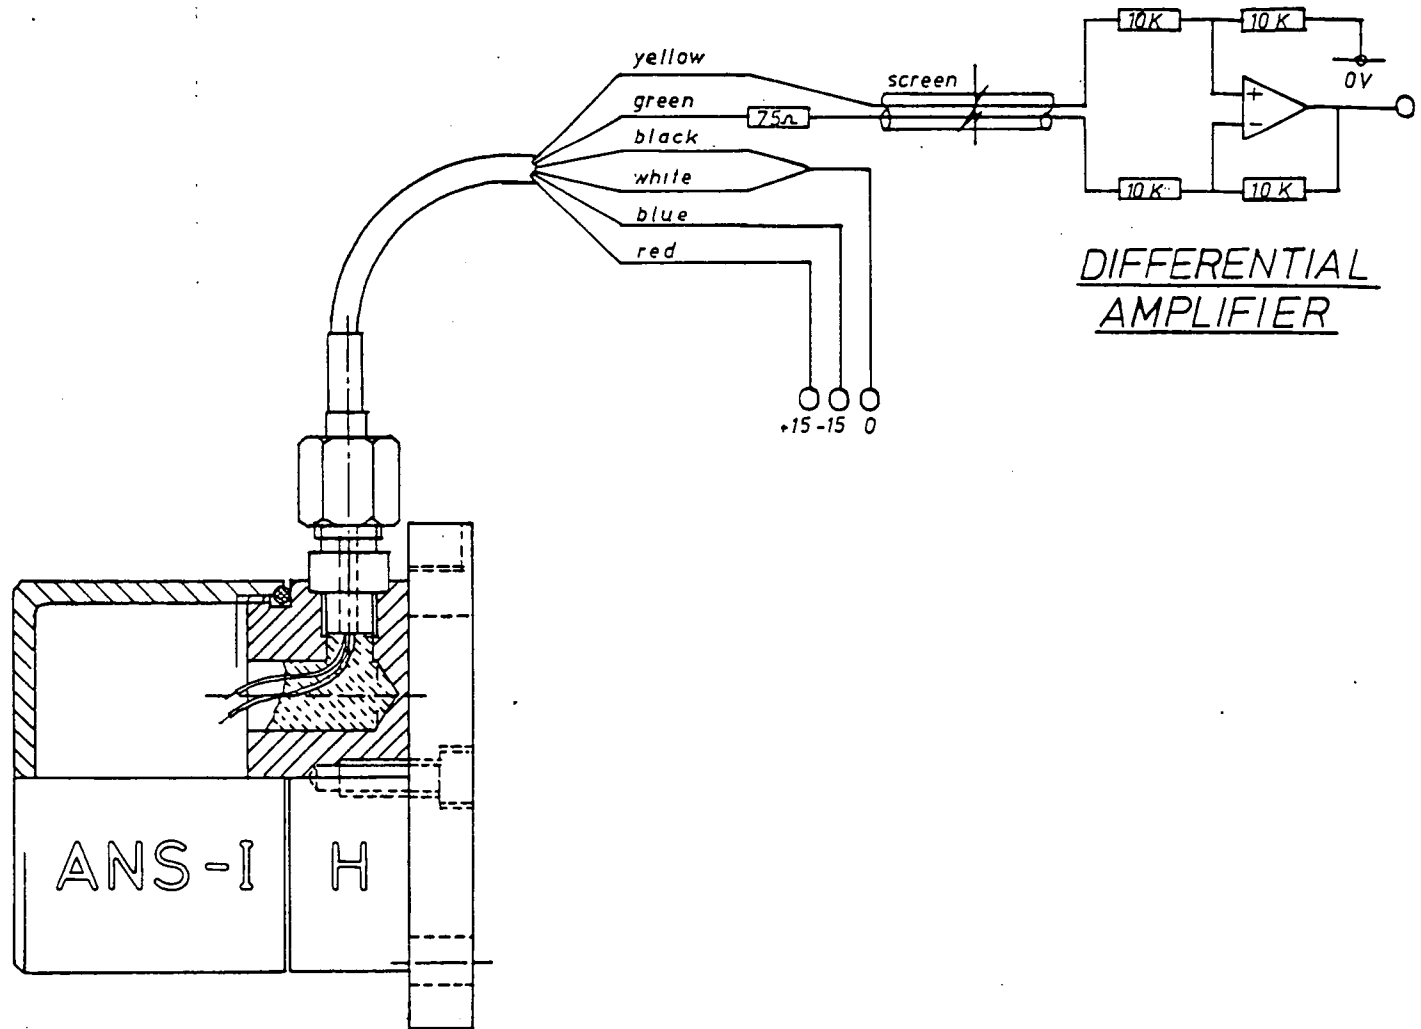 yellow
green
black
white
blue
red
75Ω
screen
10K
10K
0V
+
-
10K
10K
DIFFERENTIAL
AMPLIFIER
+15 -15 0
ANS-I H